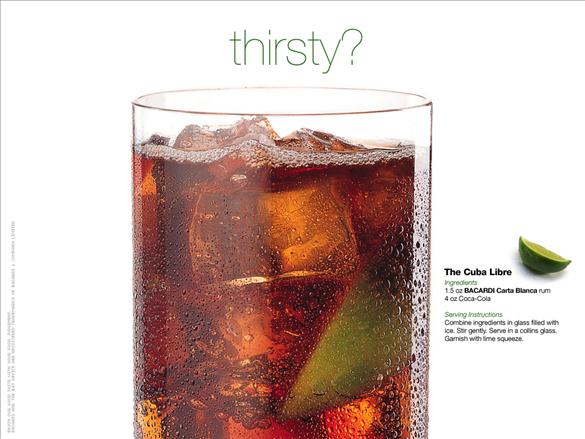 thirsty?
The Cuba Libre
Ingredients
1.5 oz BACARDI Carta Blanca rum
4 oz Coca-Cola
Serving Instructions
Combine ingredients in glass filled with
ice. Stir gently. Serve in a collins glass.
Garnish with lime squeeze.